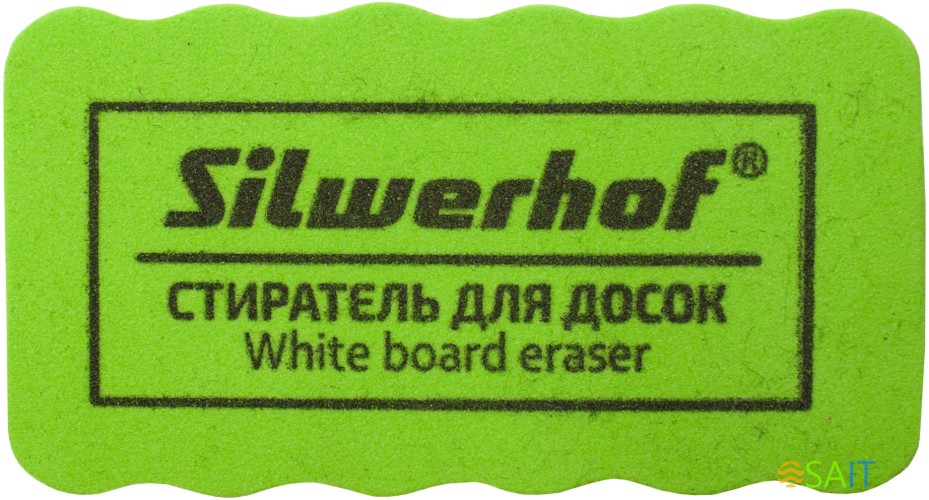 Silwerhof®
СТИРАТЕЛЬ ДЛЯ ДОСОК
White board eraser
SAIT